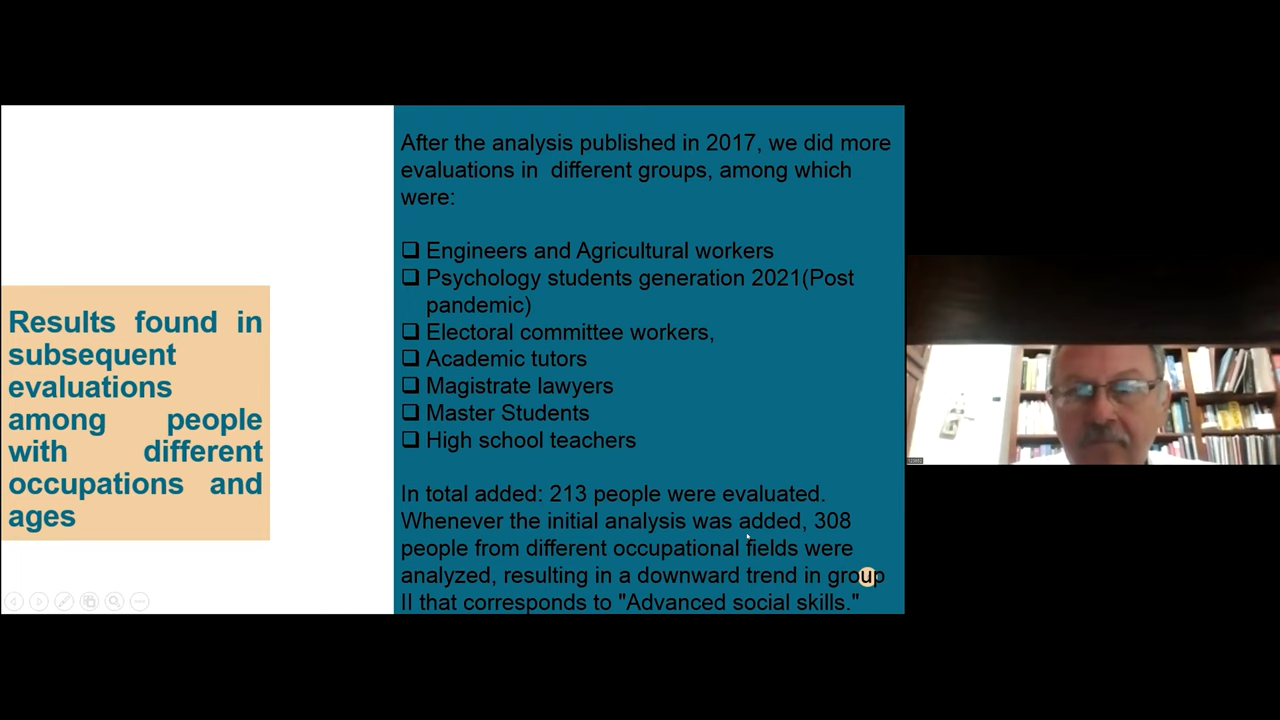 Results found in
subsequent
evaluations
among people
with different
occupations and
ages
After the analysis published in 2017, we did more
evaluations in  different groups, among which
were:
❑ Engineers and Agricultural workers
❑ Psychology students generation 2021(Post
pandemic)
❑ Electoral committee workers,
❑ Academic tutors
❑ Magistrate lawyers
❑ Master Students
❑ High school teachers
In total added: 213 people were evaluated.
Whenever the initial analysis was added, 308
people from different occupational fields were
analyzed, resulting in a downward trend in group
II that corresponds to "Advanced social skills."